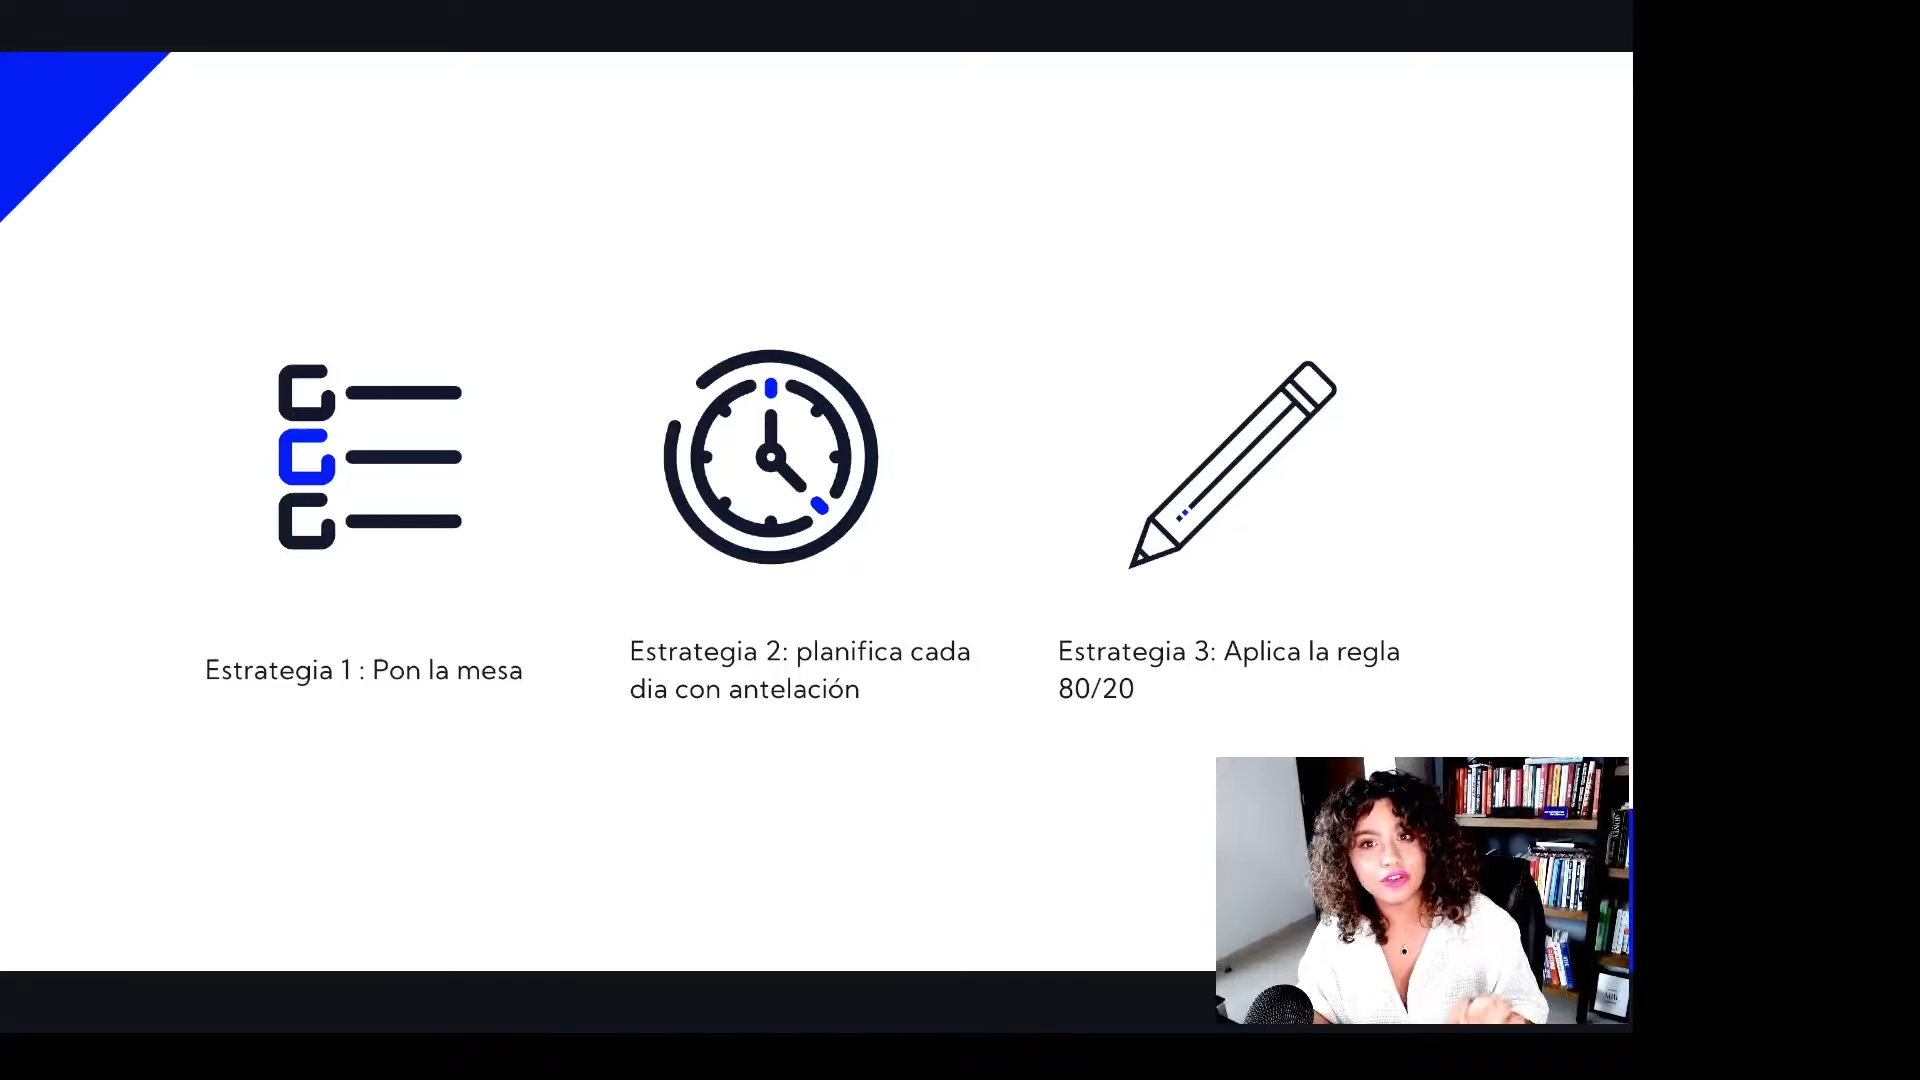 Estrategia 1 : Pon la mesa
Estrategia 2: planifica cada
dia con antelación
Estrategia 3: Aplica la regla
80/20